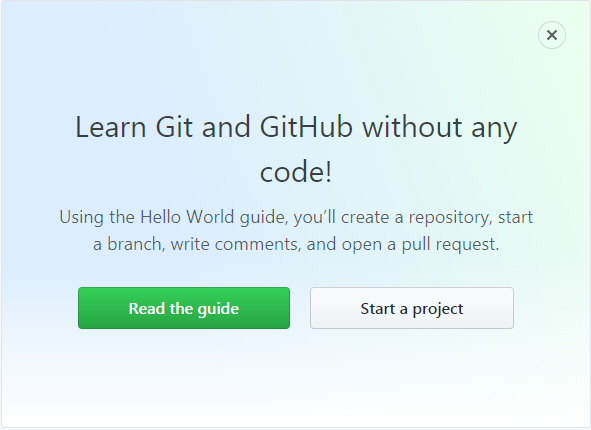 Learn Git and GitHub without any
code!
Using the Hello World guide, you’ll create a repository, start
a branch, write comments, and open a pull request.
Read the guide
Start a project